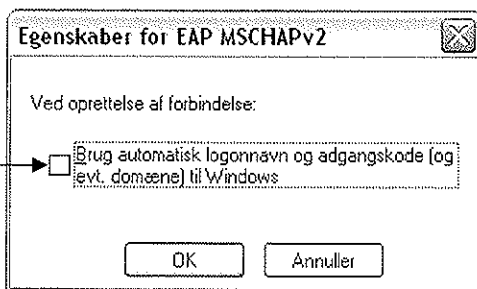 Egenskaber for EAP MSCHAPv2
Ved oprettelse af forbindelse:
Brug automatisk logonnavn og adgangskode (og
evt. domæne) til Windows
OK
Annuller